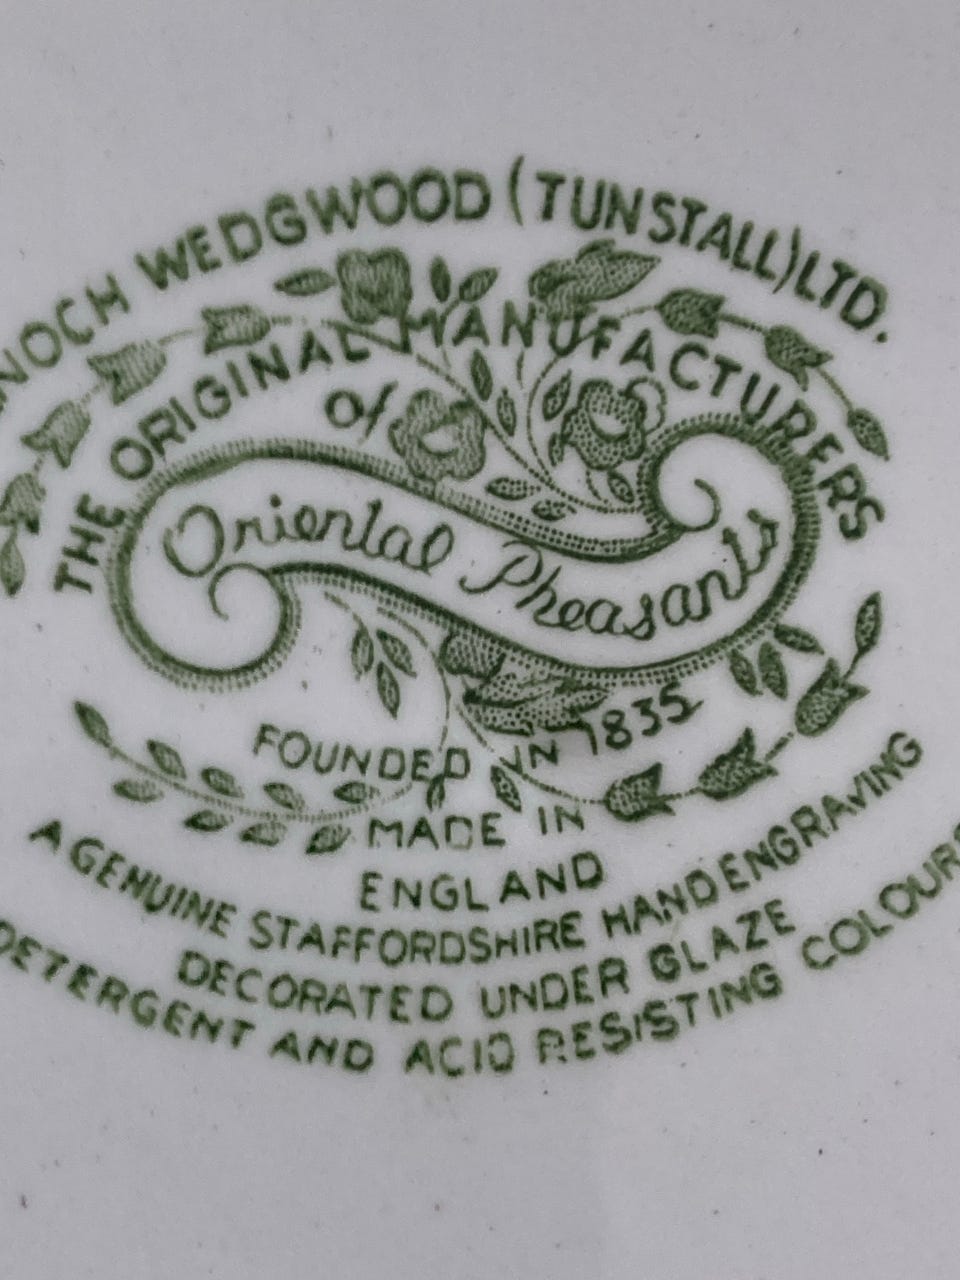 ENOCH WEDGWOOD (TUNSTALL) LTD.
THE ORIGINAL MANUFACTURERS
of
Oriental Pheasants
FOUNDED IN 1835
MADE IN
ENGLAND
A GENUINE STAFFORDSHIRE HAND ENGRAVING
DECORATED UNDER GLAZE
DETERGENT AND ACID RESISTING COLOURS